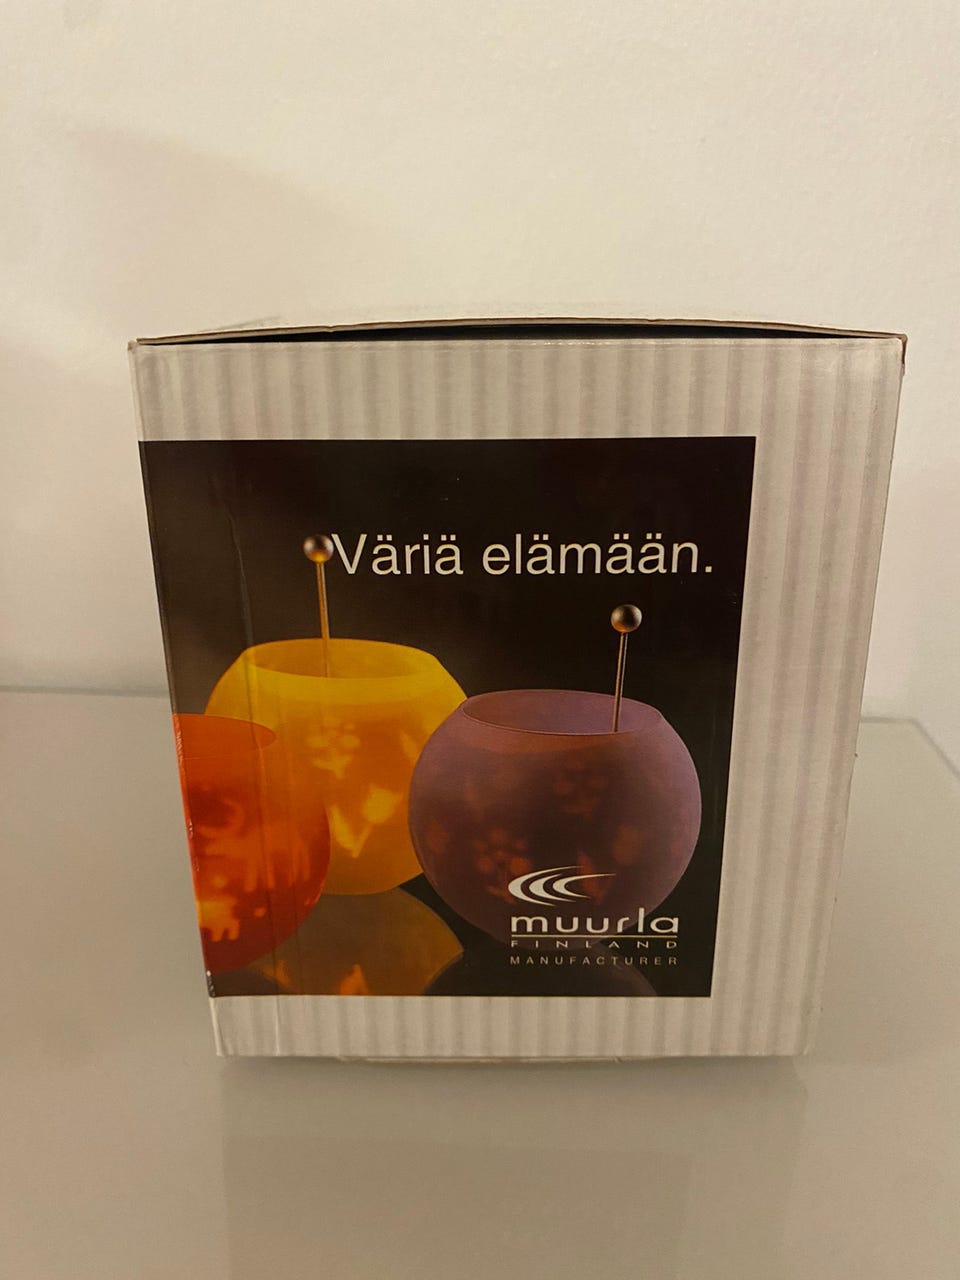 Väriä elämään.
muurla
FINLAND
MANUFACTURER